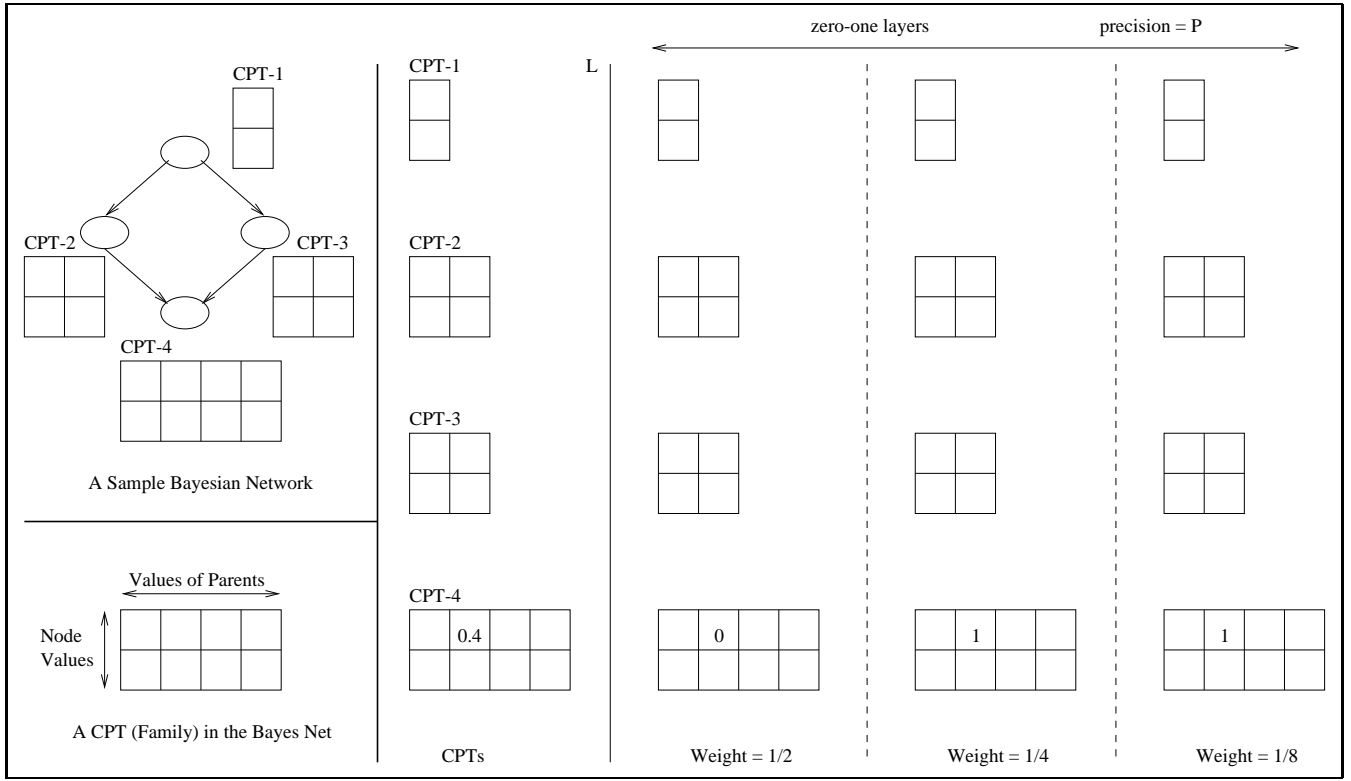 zero-one layers precision = P
CPT-1
CPT-2 CPT-3
CPT-4
A Sample Bayesian Network
Values of Parents
Node
Values
A CPT (Family) in the Bayes Net
CPT-1 L
CPT-2
CPT-3
CPT-4
0.4 0 1 1
CPTs Weight = 1/2 Weight = 1/4 Weight = 1/8